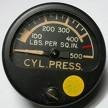 200 300
100 400
LBS PER SQ. IN.
0 500
CYL. PRESS.